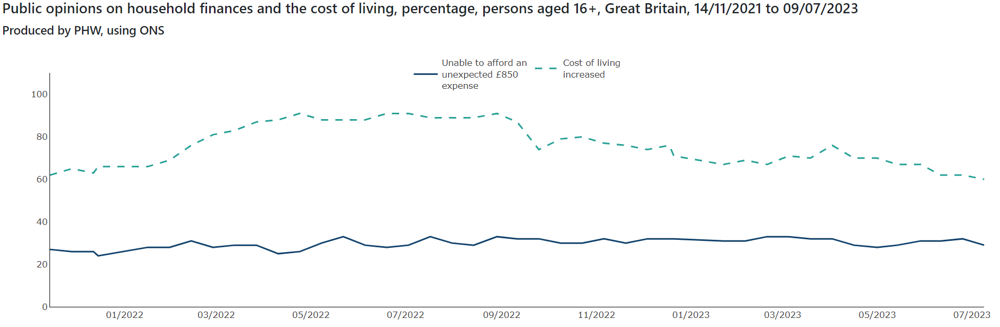 Public opinions on household finances and the cost of living, percentage, persons aged 16+, Great Britain, 14/11/2021 to 09/07/2023
Produced by PHW, using ONS
Unable to afford an
unexpected £850
expense
Cost of living
increased
100
80
60
40
20
0
01/2022
03/2022
05/2022
07/2022
09/2022
11/2022
01/2023
03/2023
05/2023
07/2023